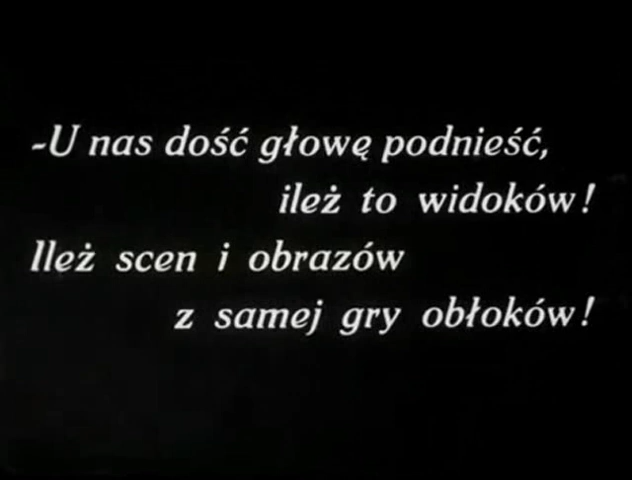 -U nas dość głowę podnieść,
ileż to widoków!
Ileż scen i obrazów
z samej gry obłoków!